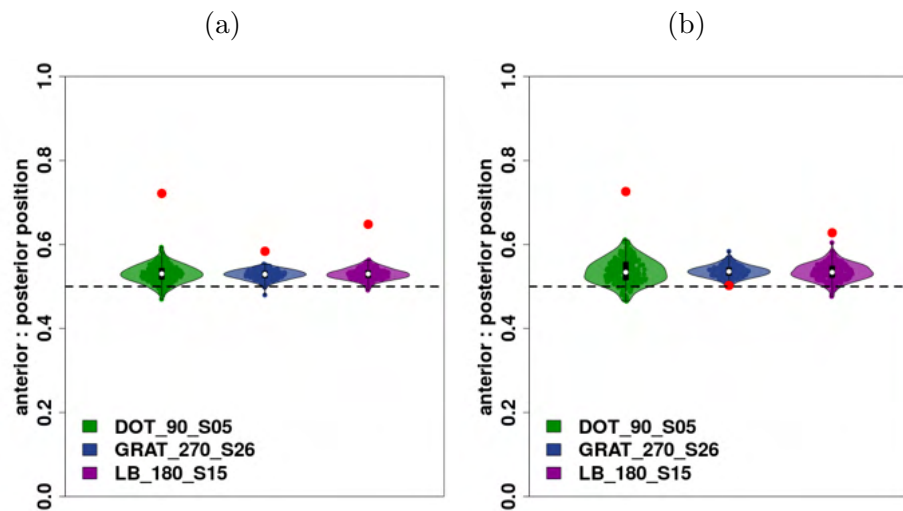 (a)
(b)
anterior : posterior position
0.0 0.2 0.4 0.6 0.8 1.0
DOT_90_S05
GRAT_270_S26
LB_180_S15
anterior : posterior position
0.0 0.2 0.4 0.6 0.8 1.0
DOT_90_S05
GRAT_270_S26
LB_180_S15